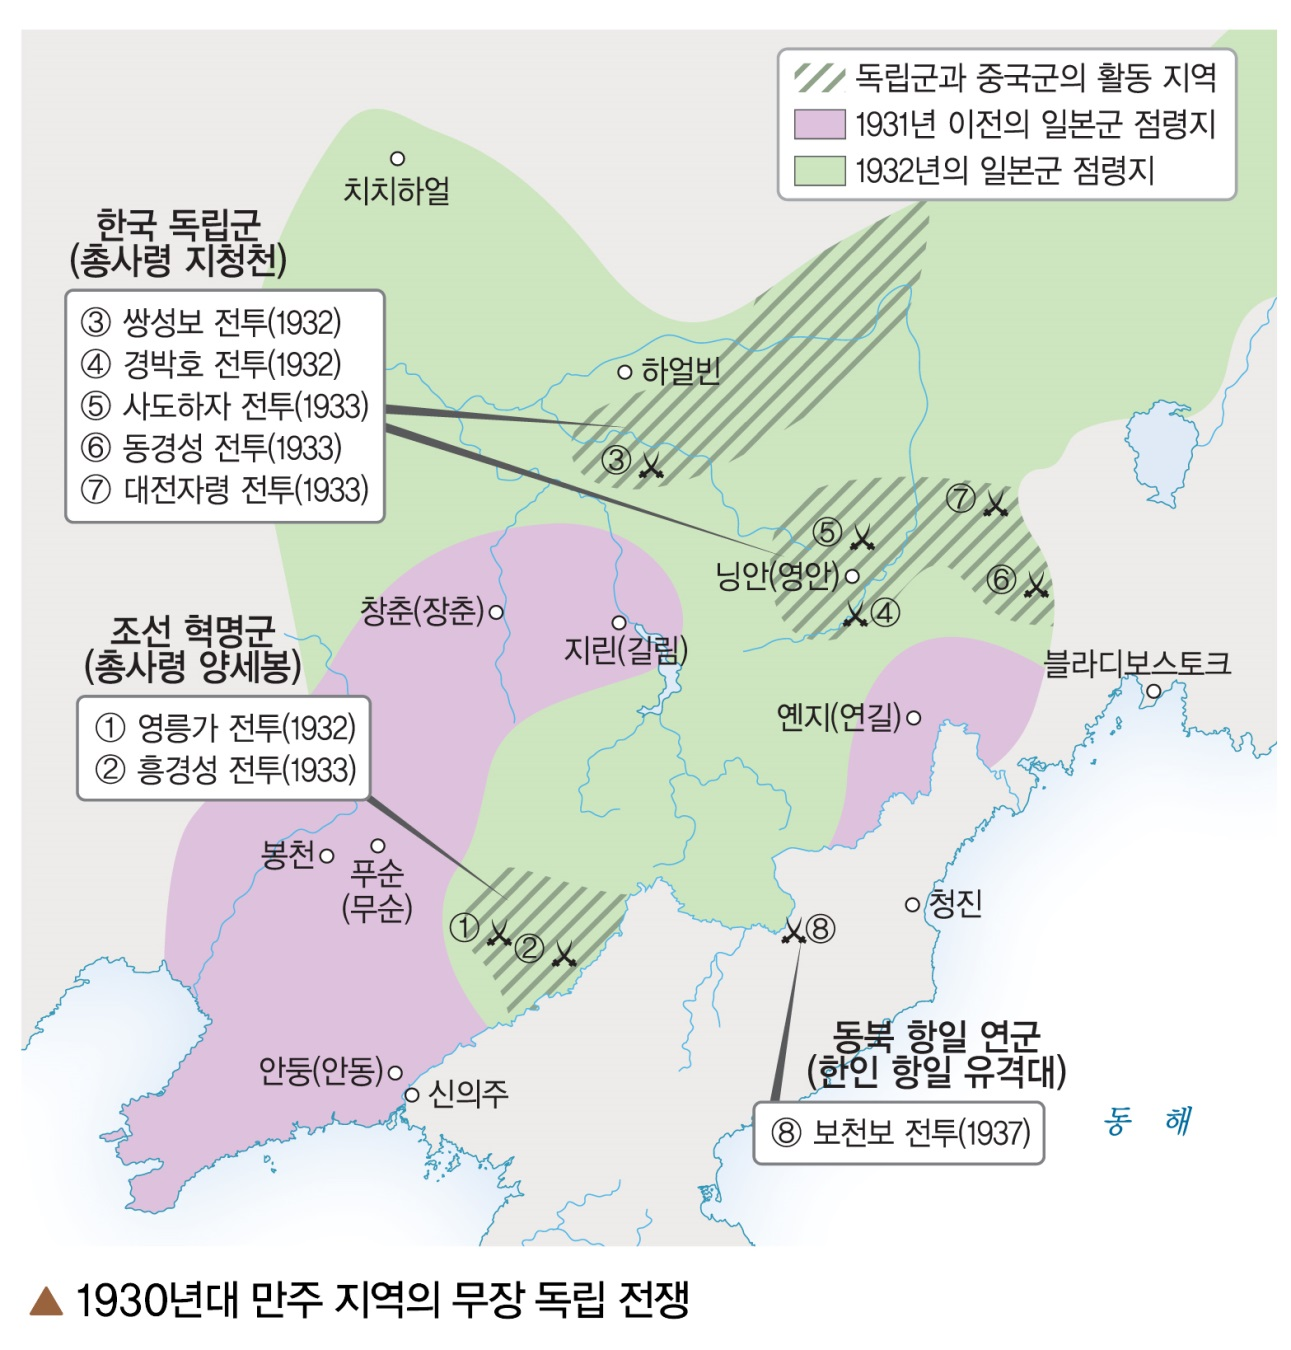 독립군과 중국군의 활동 지역
1931년 이전의 일본군 점령지
1932년의 일본군 점령지
치치하얼
한국 독립군
(총사령 지청천)
③ 쌍성보 전투(1932)
④ 경박호 전투(1932)
⑤ 사도하자 전투(1933)
⑥ 동경성 전투(1933)
⑦ 대전자령 전투(1933)
하얼빈
③
⑦
⑤
닝안(영안)
⑥
④
창춘(장춘)
지린(길림)
조선 혁명군
(총사령 양세봉)
① 영릉가 전투(1932)
② 흥경성 전투(1933)
블라디보스토크
옌지(연길)
봉천
푸순
(무순)
청진
①
②
⑧
동북 항일 연군
(한인 항일 유격대)
⑧ 보천보 전투(1937)
안둥(안동)
신의주
동 해
▲ 1930년대 만주 지역의 무장 독립 전쟁